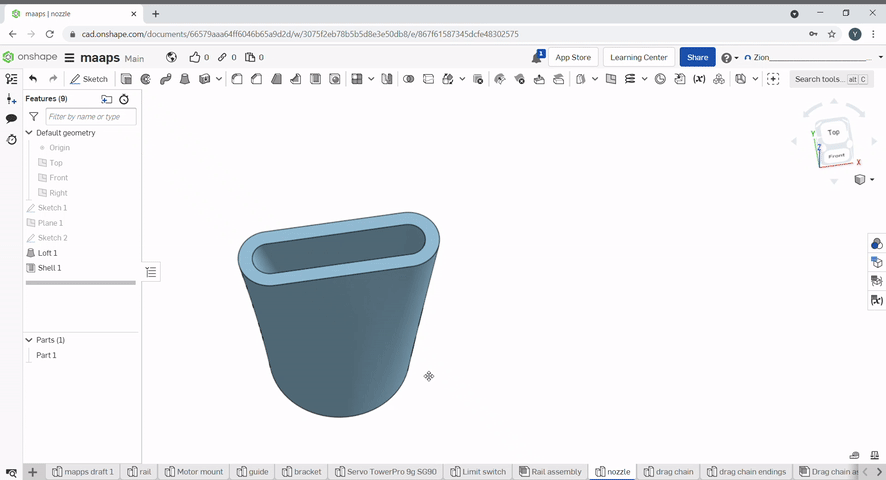 maaps | nozzle
cad.onshape.com/documents/66579aaa64ff6046b65a9d2d/w/3075f2eb78b5b5d8e3e50db8/e/867f61587345dcfe48302575
Y
onshape
maaps Main
0
0
0
1
App Store
Learning Center
Share
Zion_
Sketch
Search tools...
alt
C
Features (9)
Filter by name or type
Default geometry
Origin
Top
Front
Right
Sketch 1
Plane 1
Sketch 2
Loft 1
Shell 1
Parts (1)
Part 1
Top
Front
Y
Z
X
mapps draft 1
rail
Motor mount
guide
bracket
Servo TowerPro 9g SG90
Limit switch
Rail assembly
nozzle
drag chain
drag chain endings
Drag chain as